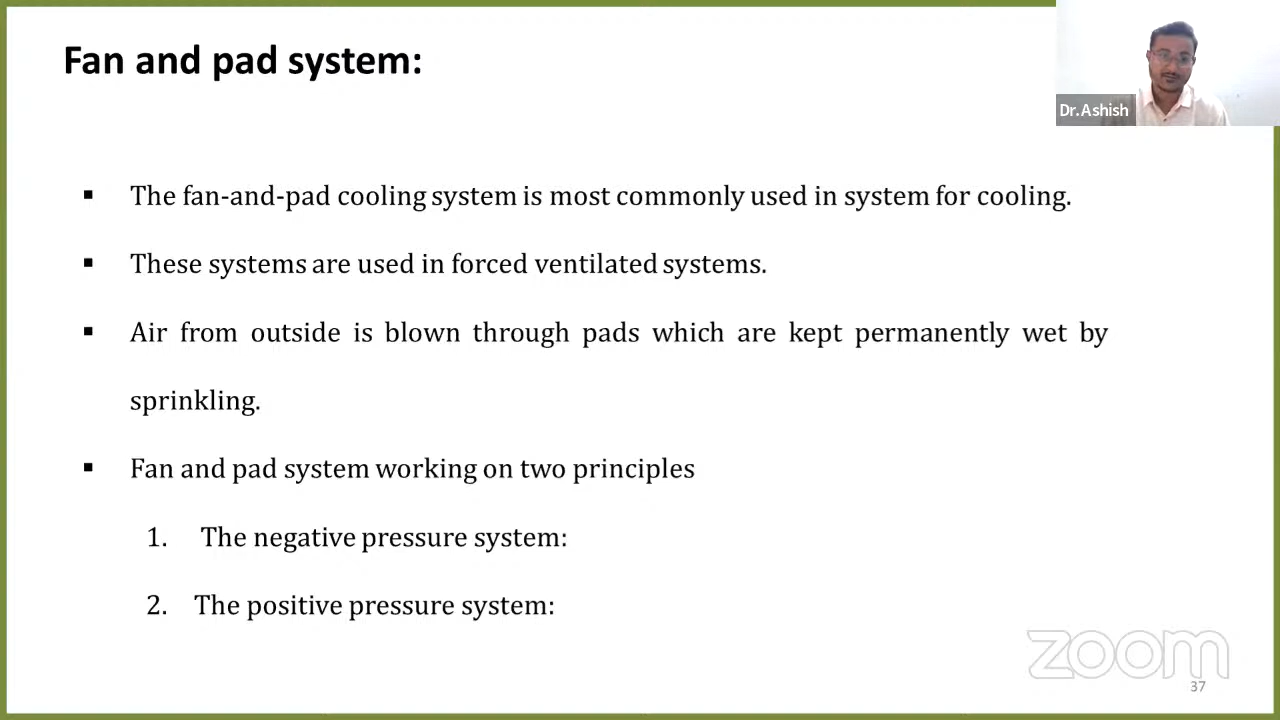 Fan and pad system:
Dr.Ashish
▪ The fan-and-pad cooling system is most commonly used in system for cooling.
▪ These systems are used in forced ventilated systems.
▪ Air from outside is blown through pads which are kept permanently wet by
sprinkling.
▪ Fan and pad system working on two principles
1. The negative pressure system:
2. The positive pressure system:
zoom
37